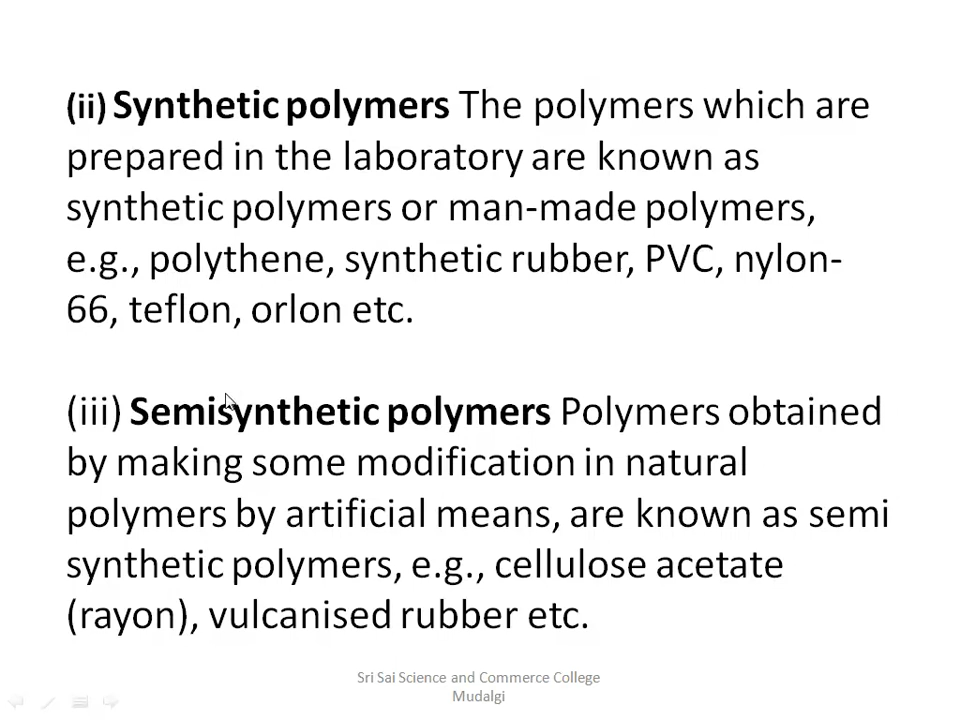 (ii) Synthetic polymers The polymers which are
prepared in the laboratory are known as
synthetic polymers or man-made polymers,
e.g., polythene, synthetic rubber, PVC, nylon-
66, teflon, orlon etc.
(iii) Semisynthetic polymers Polymers obtained
by making some modification in natural
polymers by artificial means, are known as semi
synthetic polymers, e.g., cellulose acetate
(rayon), vulcanised rubber etc.
Sri Sai Science and Commerce College
Mudalgi